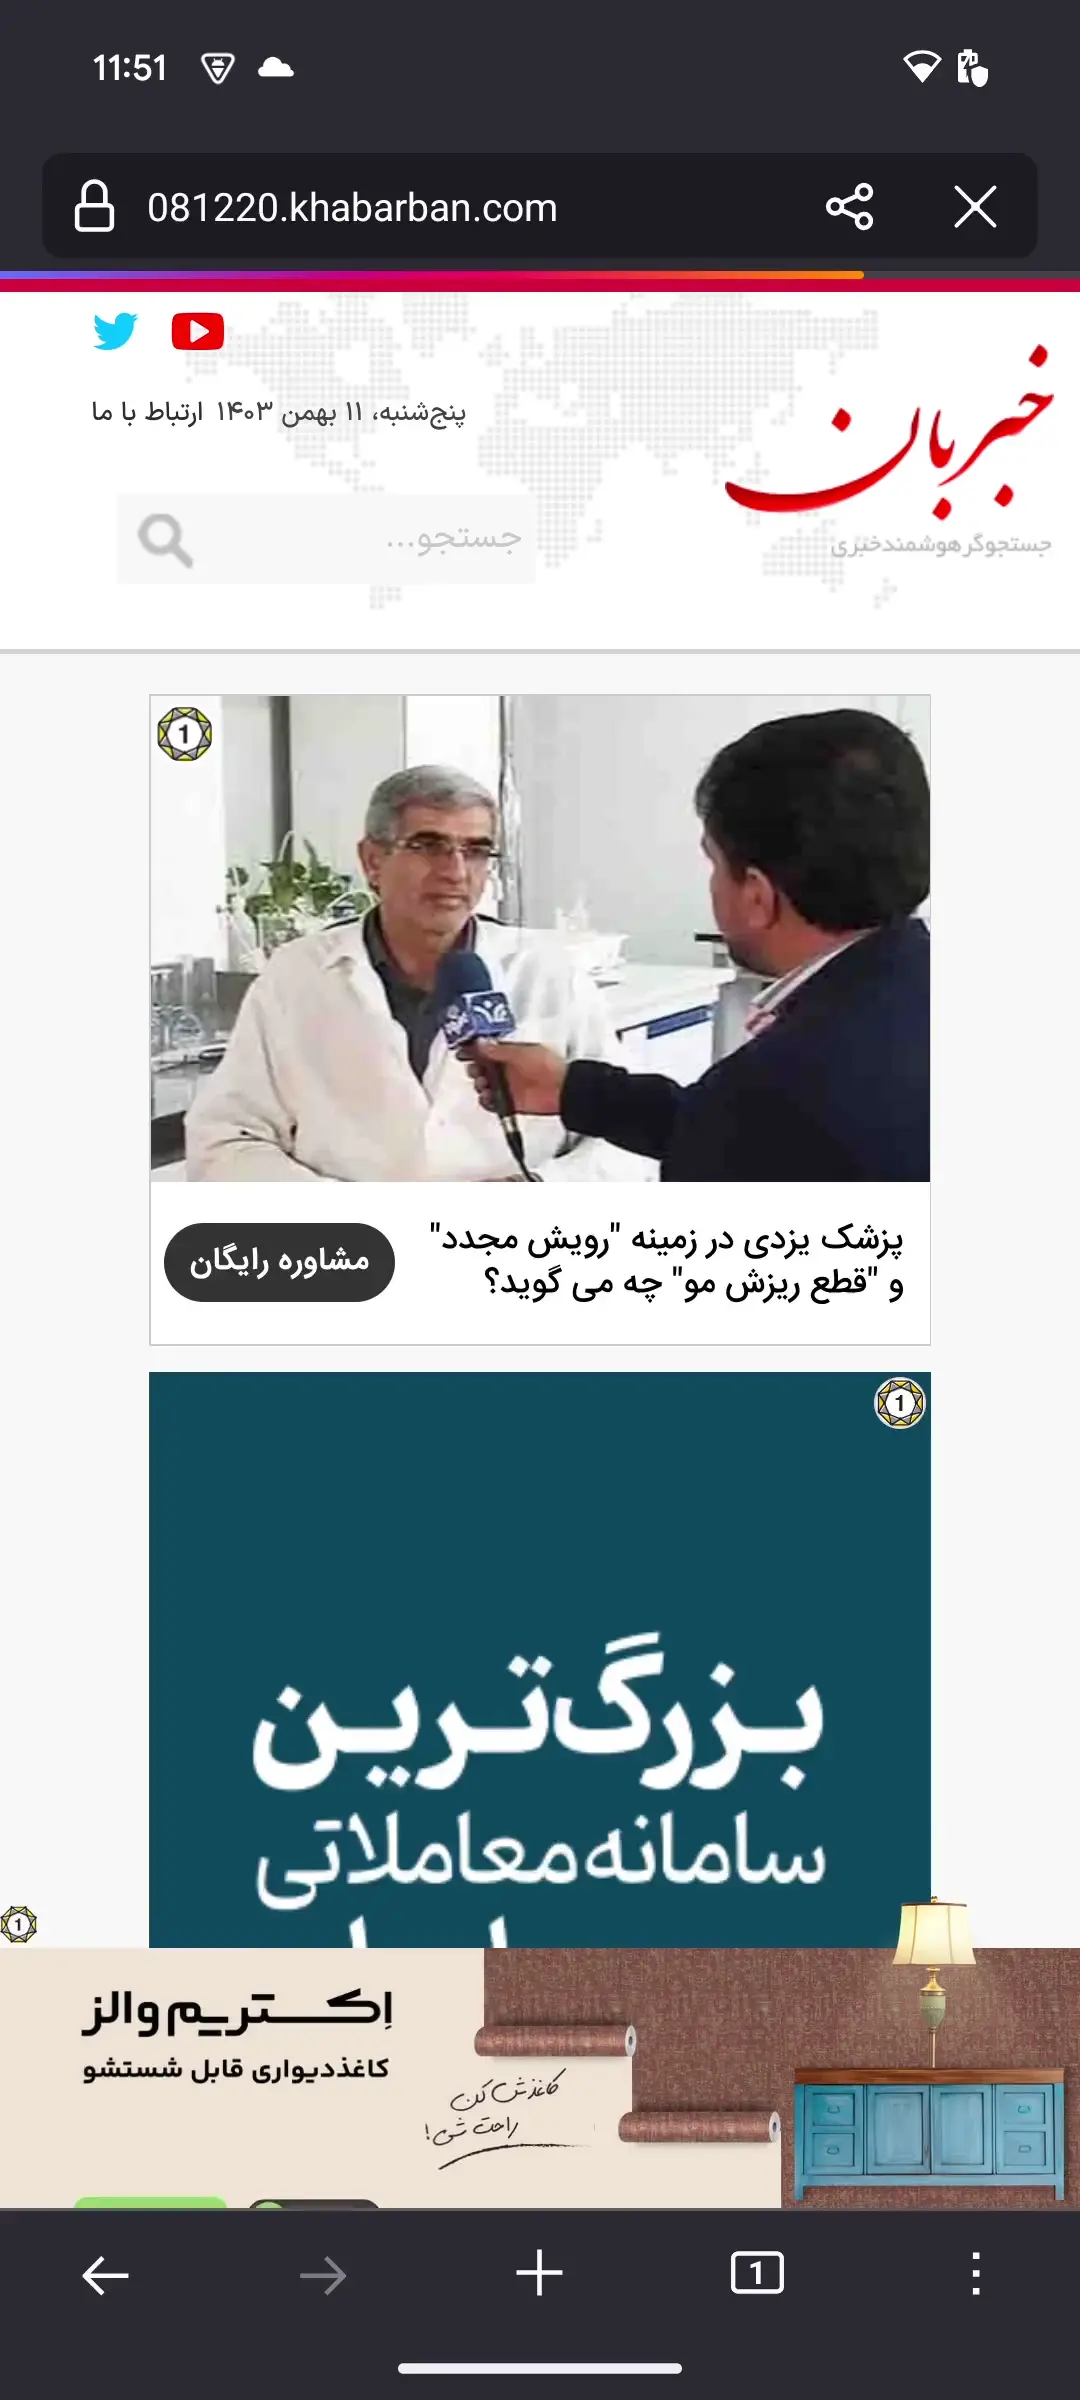 11:51
081220.khabarban.com
پنج‌شنبه، ۱۱ بهمن ۱۴۰۳ ارتباط با ما
خبربان
جستجوگر هوشمند خبری
جستجو...
1
پزشک یزدی در زمینه "رویش مجدد"
و "قطع ریزش مو" چه می گوید؟
مشاوره رایگان
1
بزرگ‌ترین
سامانه معاملاتی
1
اکستریم والز
کاغذدیواری قابل شستشو
کاغذش کن
راحت شی!
1